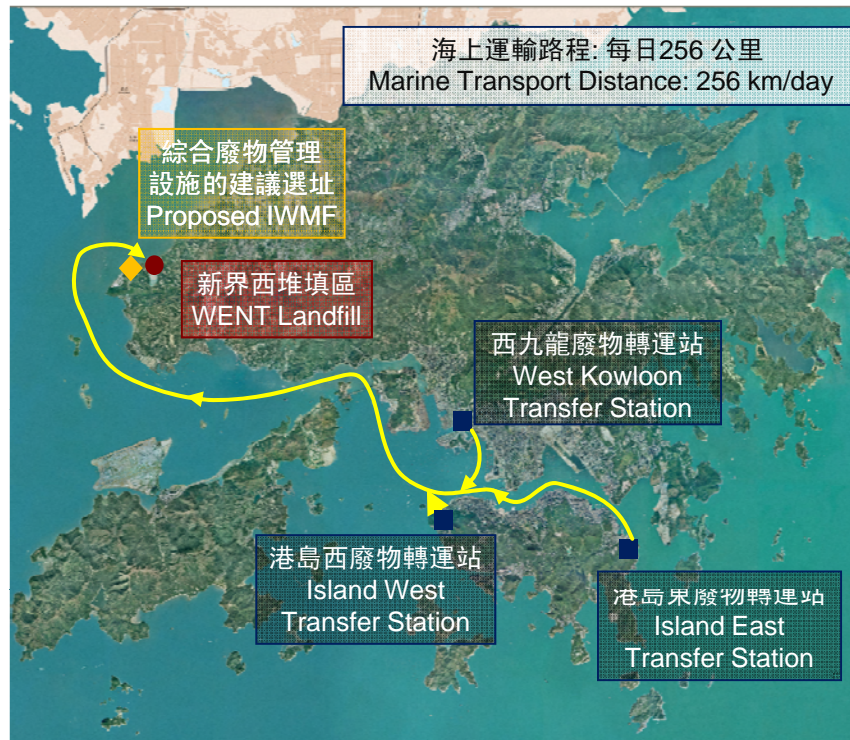 海上運輸路程: 每日256 公里
Marine Transport Distance: 256 km/day
綜合廢物管理
設施的建議選址
Proposed IWMF
新界西堆填區
WENT Landfill
西九龍廢物轉運站
West Kowloon
Transfer Station
港島西廢物轉運站
Island West
Transfer Station
港島東廢物轉運站
Island East
Transfer Station